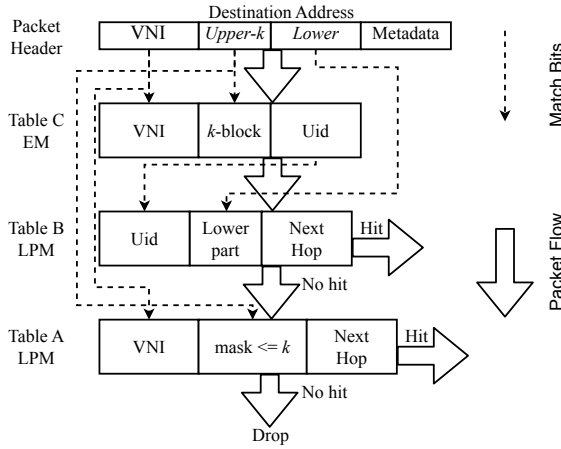 Destination Address
Packet Header
VNI Upper-k Lower Metadata
Match Bits
Table C EM
VNI k-block Uid
Table B LPM
Uid Lower part Next Hop
Hit
No hit
Packet Flow
Table A LPM
VNI mask <= k Next Hop
Hit
No hit
Drop